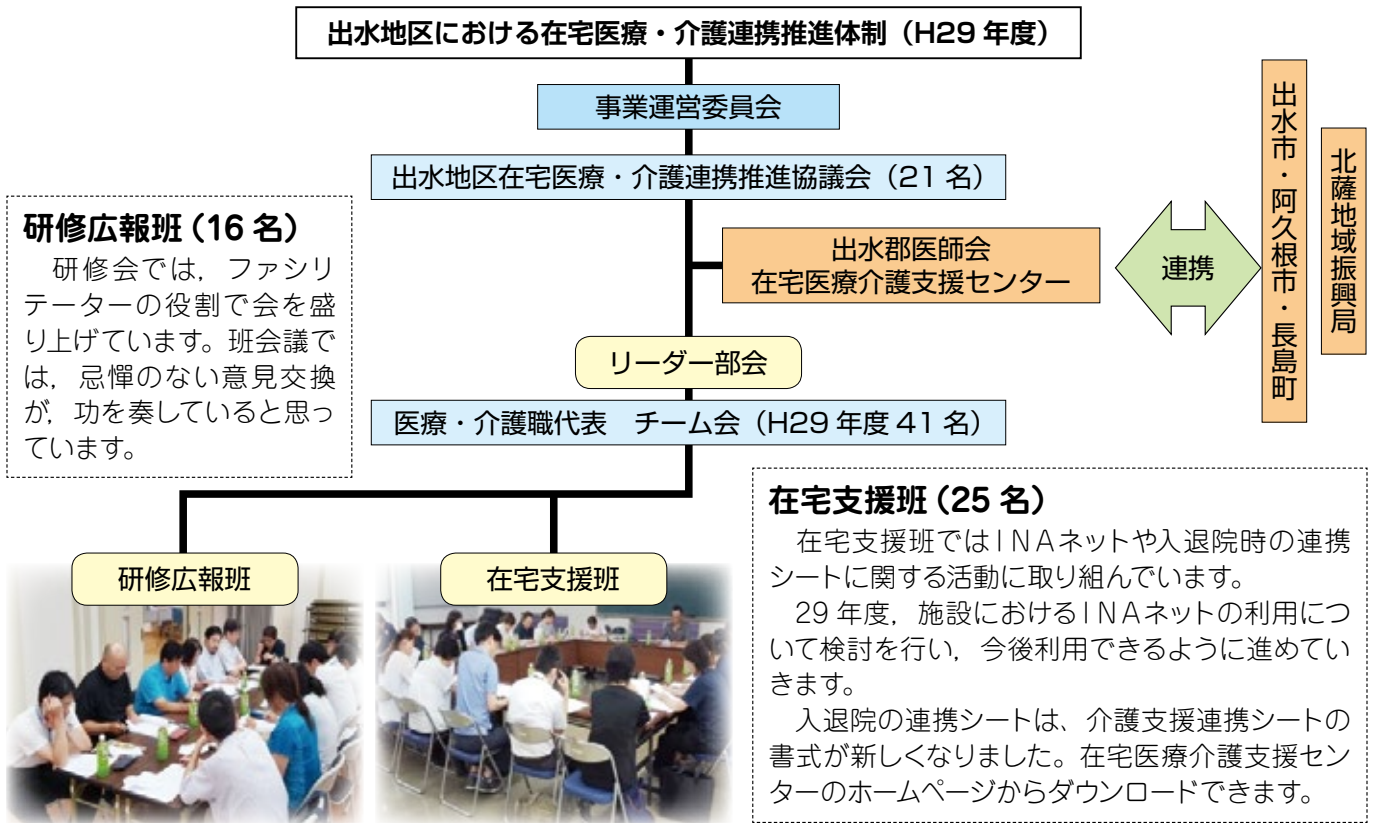 出水地区における在宅医療・介護連携推進体制（H29 年度）
事業運営委員会
出水地区在宅医療・介護連携推進協議会（21 名）
出水郡医師会
在宅医療介護支援センター
連携
出水市・阿久根市・長島町
北薩地域振興局
リーダー部会
医療・介護職代表　チーム会（H29 年度 41 名）
研修広報班（16 名）
　研修会では，ファシリ
テーターの役割で会を盛
り上げています。班会議で
は，忌憚のない意見交換
が，功を奏していると思っ
ています。
研修広報班
在宅支援班
在宅支援班（25 名）
　在宅支援班ではＩＮＡネットや入退院時の連携
シートに関する活動に取り組んでいます。
　29 年度，施設におけるＩＮＡネットの利用につ
いて検討を行い，今後利用できるように進めてい
きます。
　入退院の連携シートは、介護支援連携シートの
書式が新しくなりました。在宅医療介護支援セン
ターのホームページからダウンロードできます。